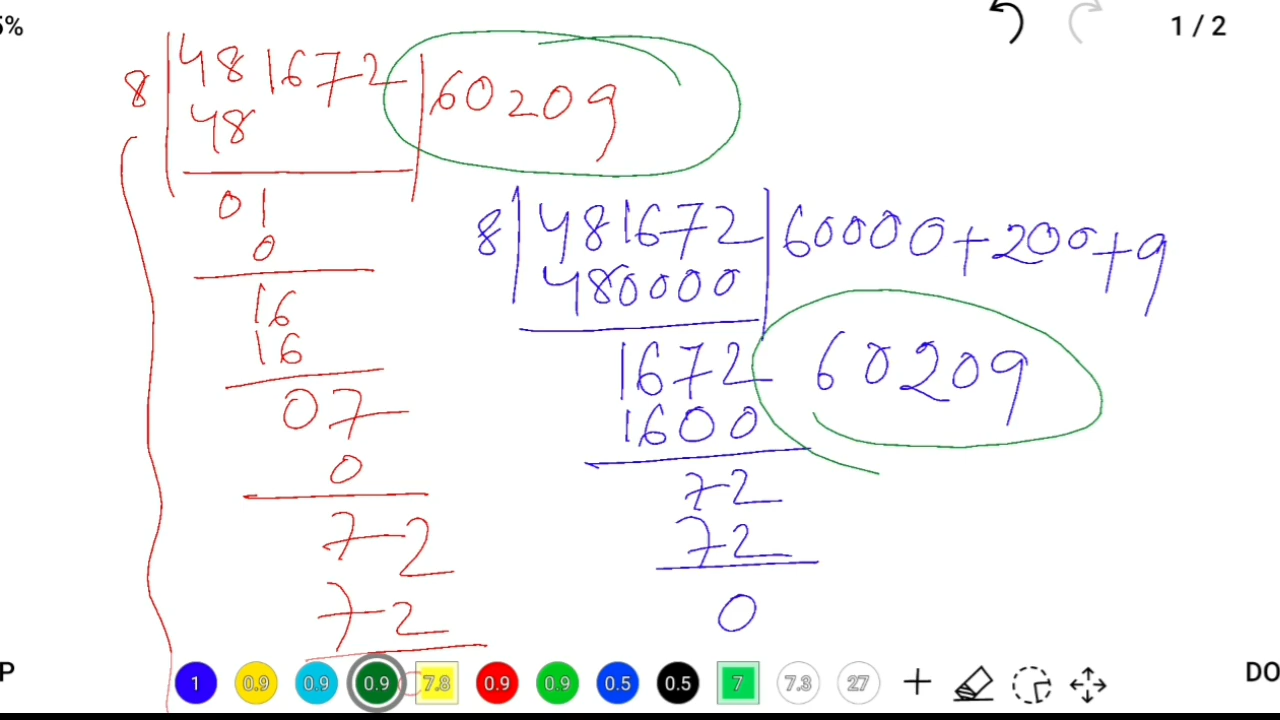 5%
1 / 2
8 481672 60209
48
01
0
16
16
07
0
72
72
8 481672 60000+200+9
480000
1672 60209
1600
72
72
0
P
1 0.9 0.9 0.9 7.8 0.9 0.9 0.5 0.5 7 7.3 27
DO